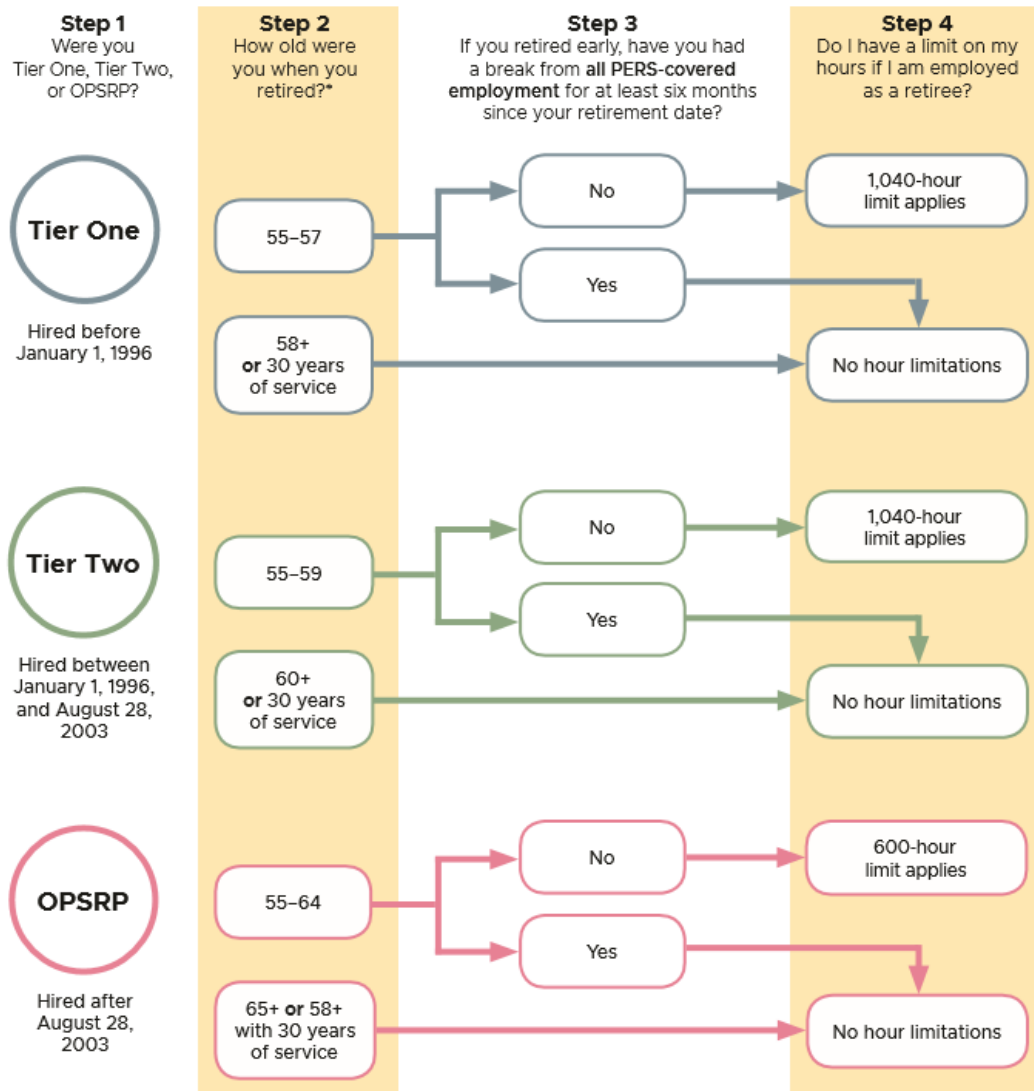 Step 1
Were you
Tier One, Tier Two,
or OPSRP?
Step 2
How old were
you when you
retired?*
Step 3
If you retired early, have you had
a break from all PERS-covered
employment for at least six months
since your retirement date?
Step 4
Do I have a limit on my
hours if I am employed
as a retiree?
Tier One
Hired before
January 1, 1996
55–57
No
1,040-hour
limit applies
Yes
58+
or 30 years
of service
No hour limitations
Tier Two
Hired between
January 1, 1996,
and August 28,
2003
55–59
No
1,040-hour
limit applies
Yes
60+
or 30 years
of service
No hour limitations
OPSRP
Hired after
August 28,
2003
55–64
No
600-hour
limit applies
Yes
65+ or 58+
with 30 years
of service
No hour limitations